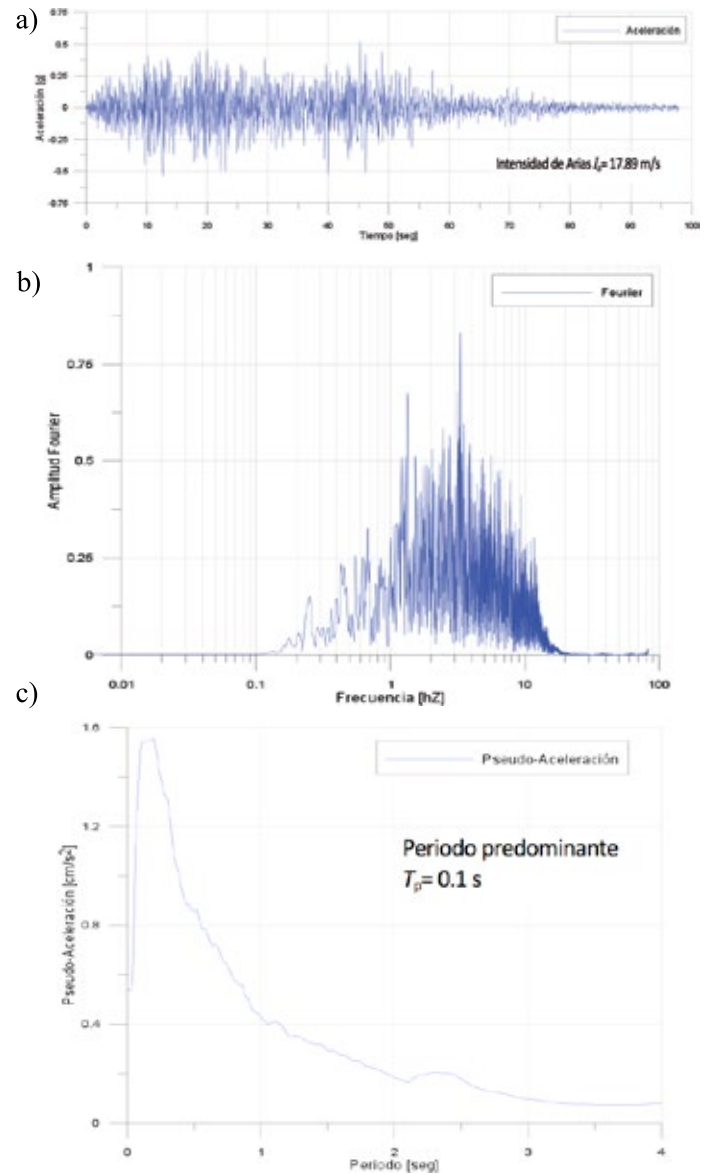 a)
0.75
0.5
0.25
0
-0.25
-0.5
-0.75
Aceleración [g]
Aceleración
Intensidad de Arias Iₐ= 17.89 m/s
0 10 20 30 40 50 60 70 80 90 100
Tiempo [seg]
b)
1
0.75
0.5
0.25
0
Amplitud Fourier
Fourier
0.01 0.1 1 10 100
Frecuencia [hZ]
c)
1.6
1.2
0.8
0.4
0
Pseudo-Aceleración [cm/s²]
Pseudo-Aceleración
Periodo predominante
Tₚ= 0.1 s
0 1 2 3 4
Periodo [seg]